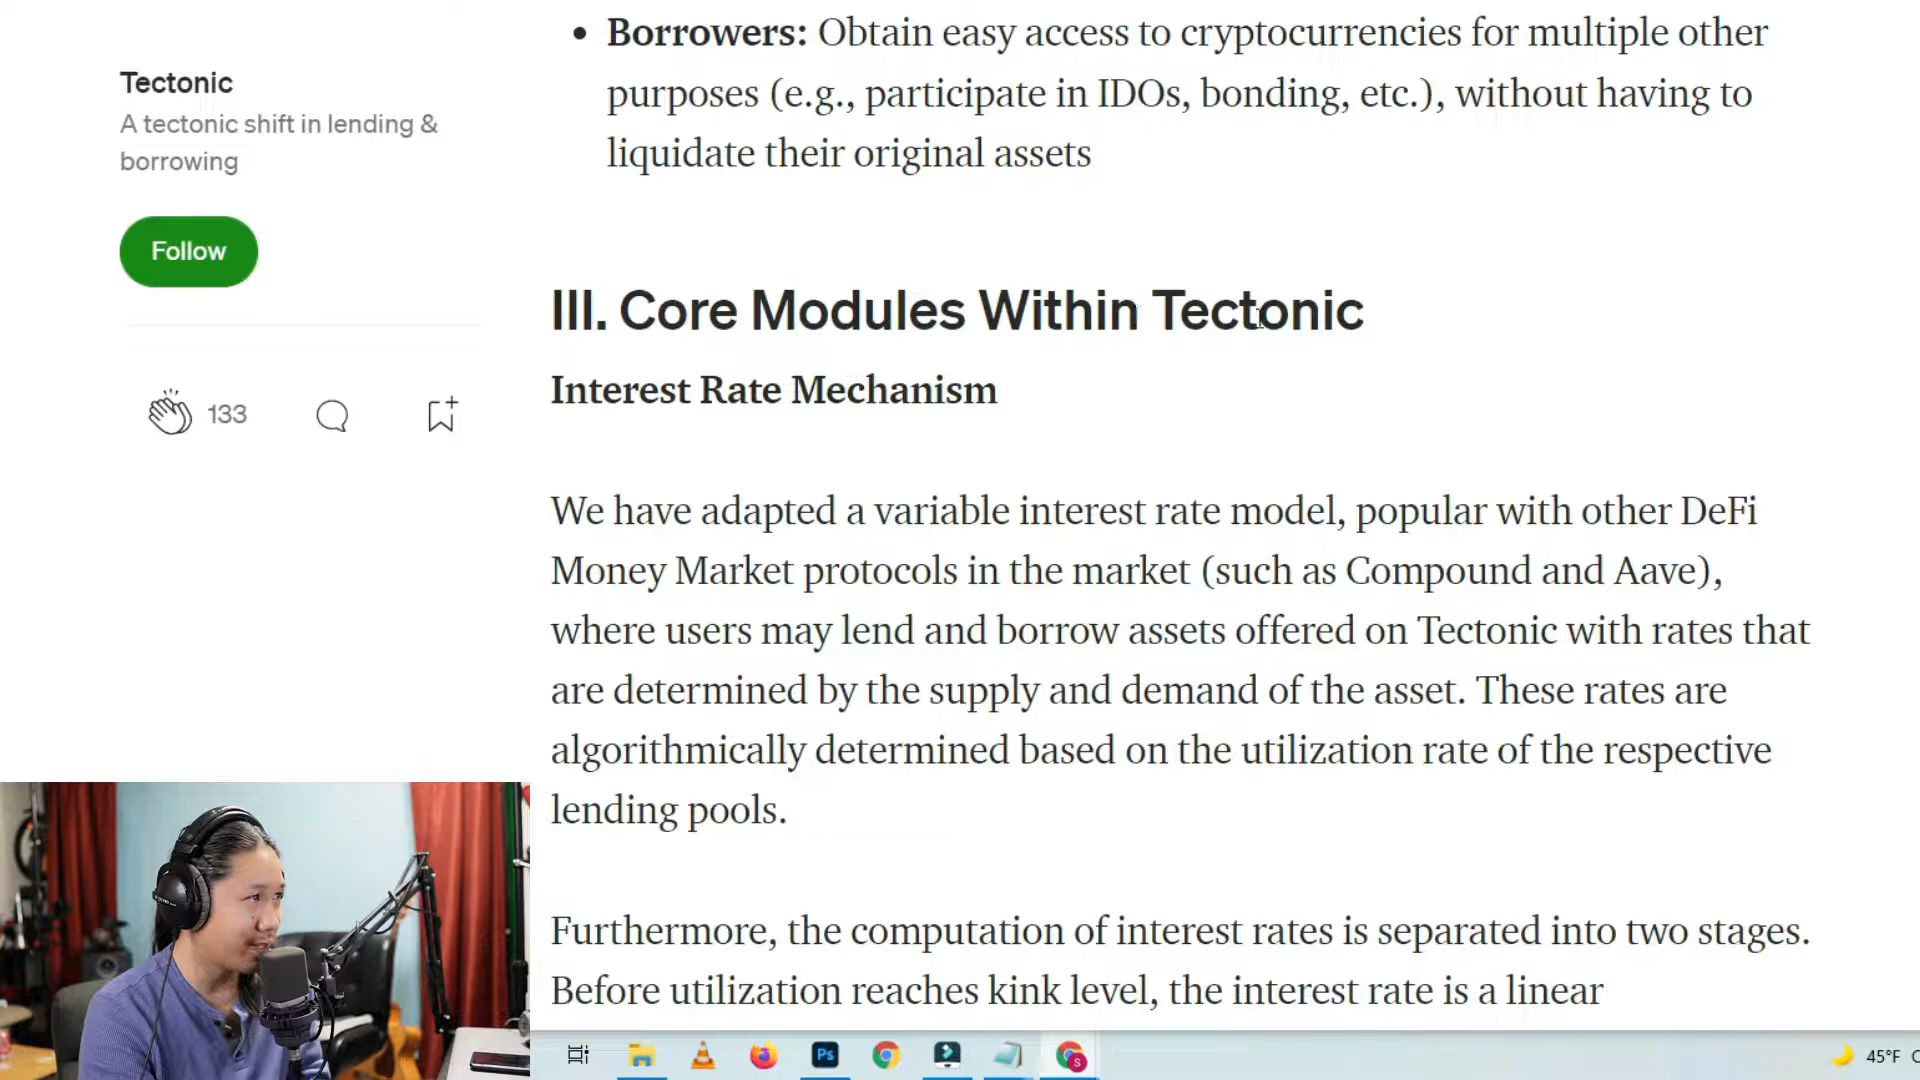 Tectonic
A tectonic shift in lending &
borrowing
Follow
133
• Borrowers: Obtain easy access to cryptocurrencies for multiple other
purposes (e.g., participate in IDOs, bonding, etc.), without having to
liquidate their original assets
III. Core Modules Within Tectonic
Interest Rate Mechanism
We have adapted a variable interest rate model, popular with other DeFi
Money Market protocols in the market (such as Compound and Aave),
where users may lend and borrow assets offered on Tectonic with rates that
are determined by the supply and demand of the asset. These rates are
algorithmically determined based on the utilization rate of the respective
lending pools.
Furthermore, the computation of interest rates is separated into two stages.
Before utilization reaches kink level, the interest rate is a linear
Ps
S
45°F C